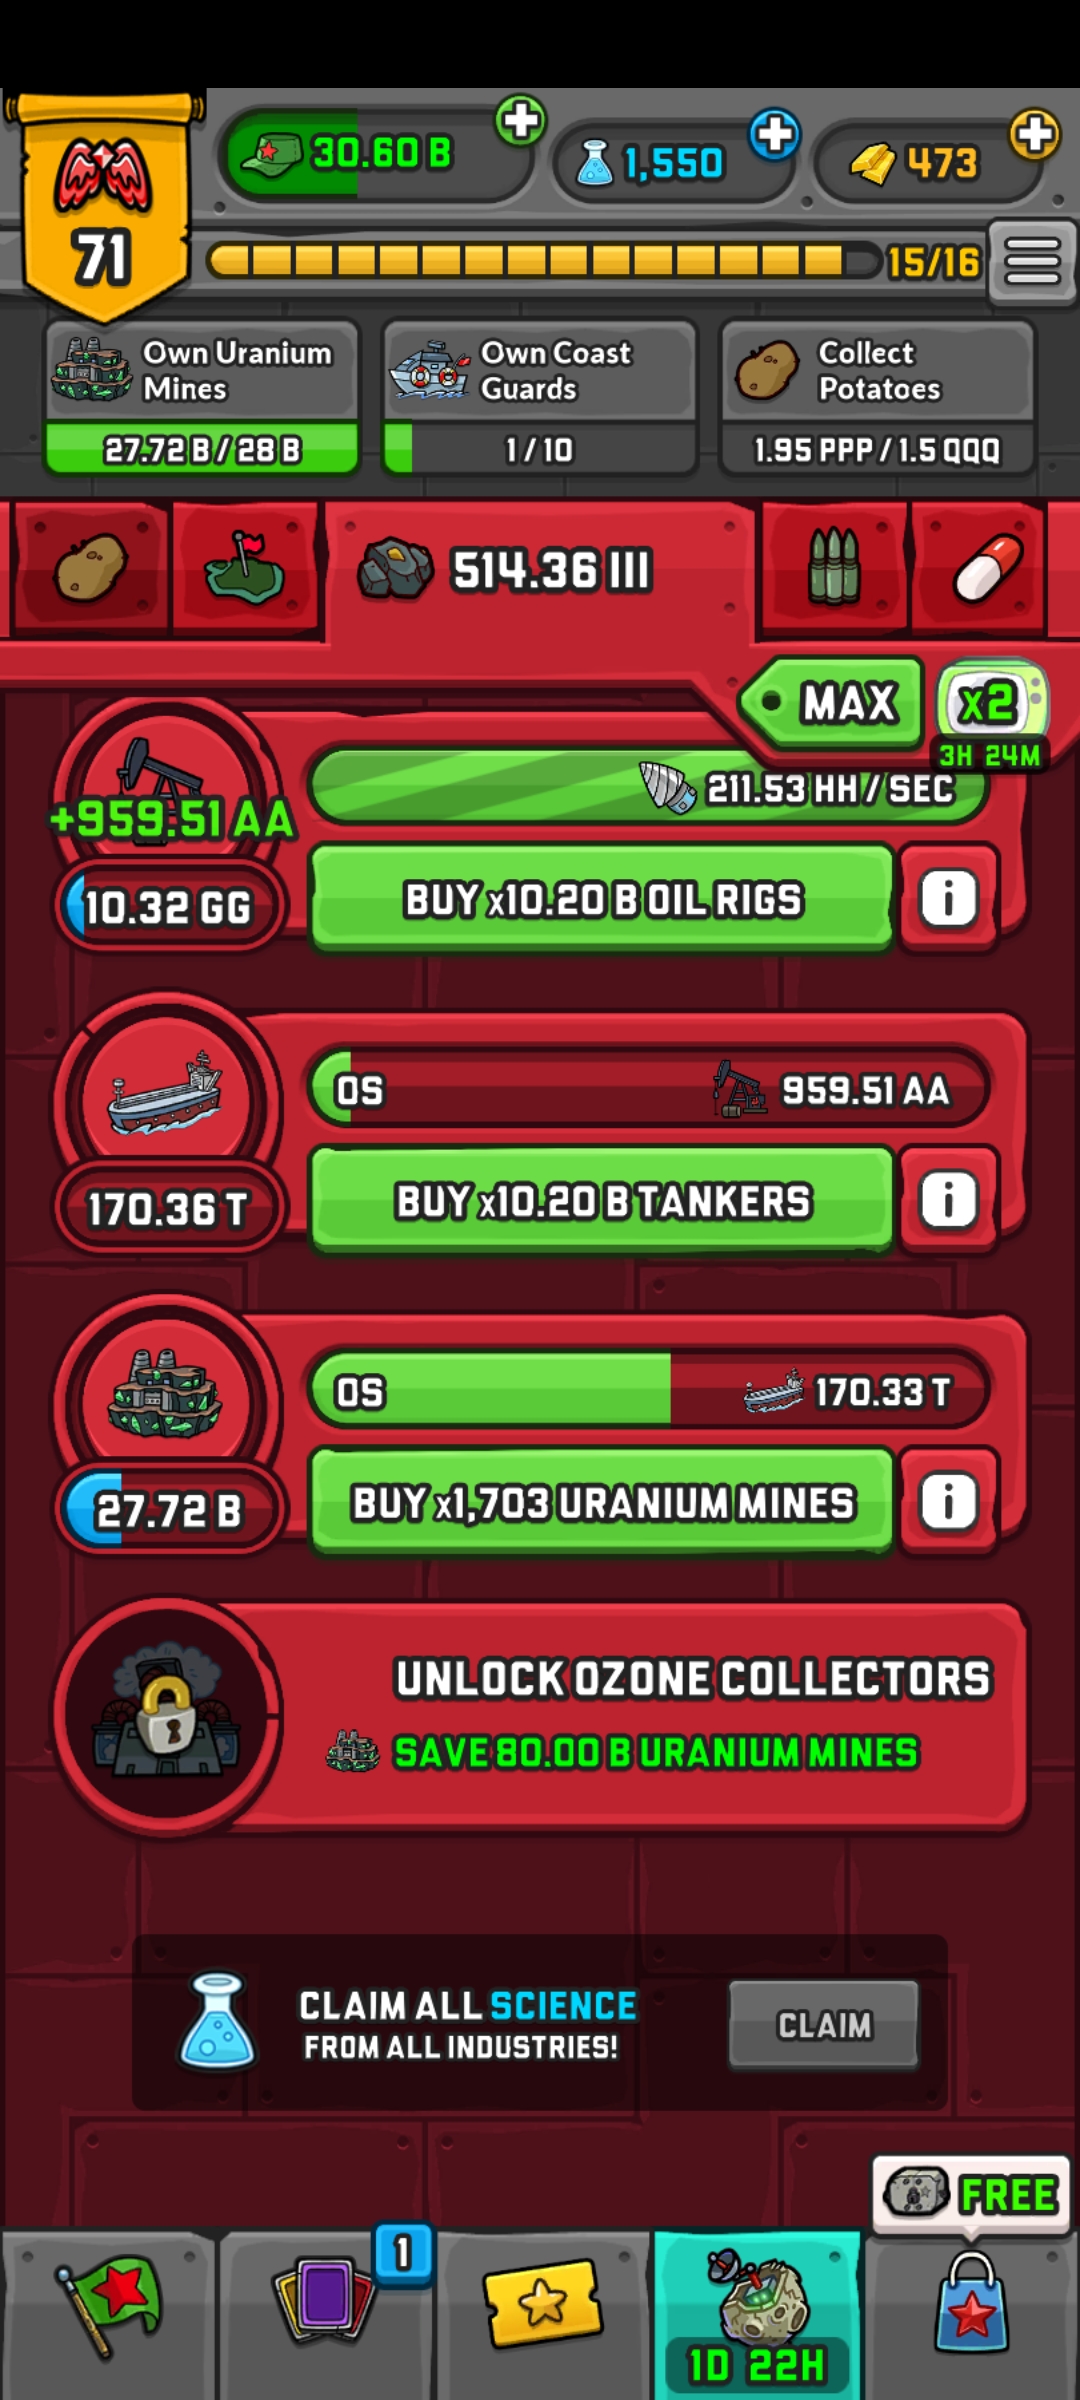 71
30.60 B
1,550
473
15/16
Own Uranium
Mines
27.72 B / 28 B
Own Coast
Guards
1 / 10
Collect
Potatoes
1.95 PPP / 1.5 QQQ
514.36 III
MAX
x2
3H 24M
+959.51 AA
211.53 HH / SEC
10.32 GG
BUY x10.20 B OIL RIGS
i
0S
959.51 AA
170.36 T
BUY x10.20 B TANKERS
i
0S
170.33 T
27.72 B
BUY x1,703 URANIUM MINES
i
UNLOCK OZONE COLLECTORS
SAVE 80.00 B URANIUM MINES
CLAIM ALL SCIENCE
FROM ALL INDUSTRIES!
CLAIM
FREE
1
1D 22H